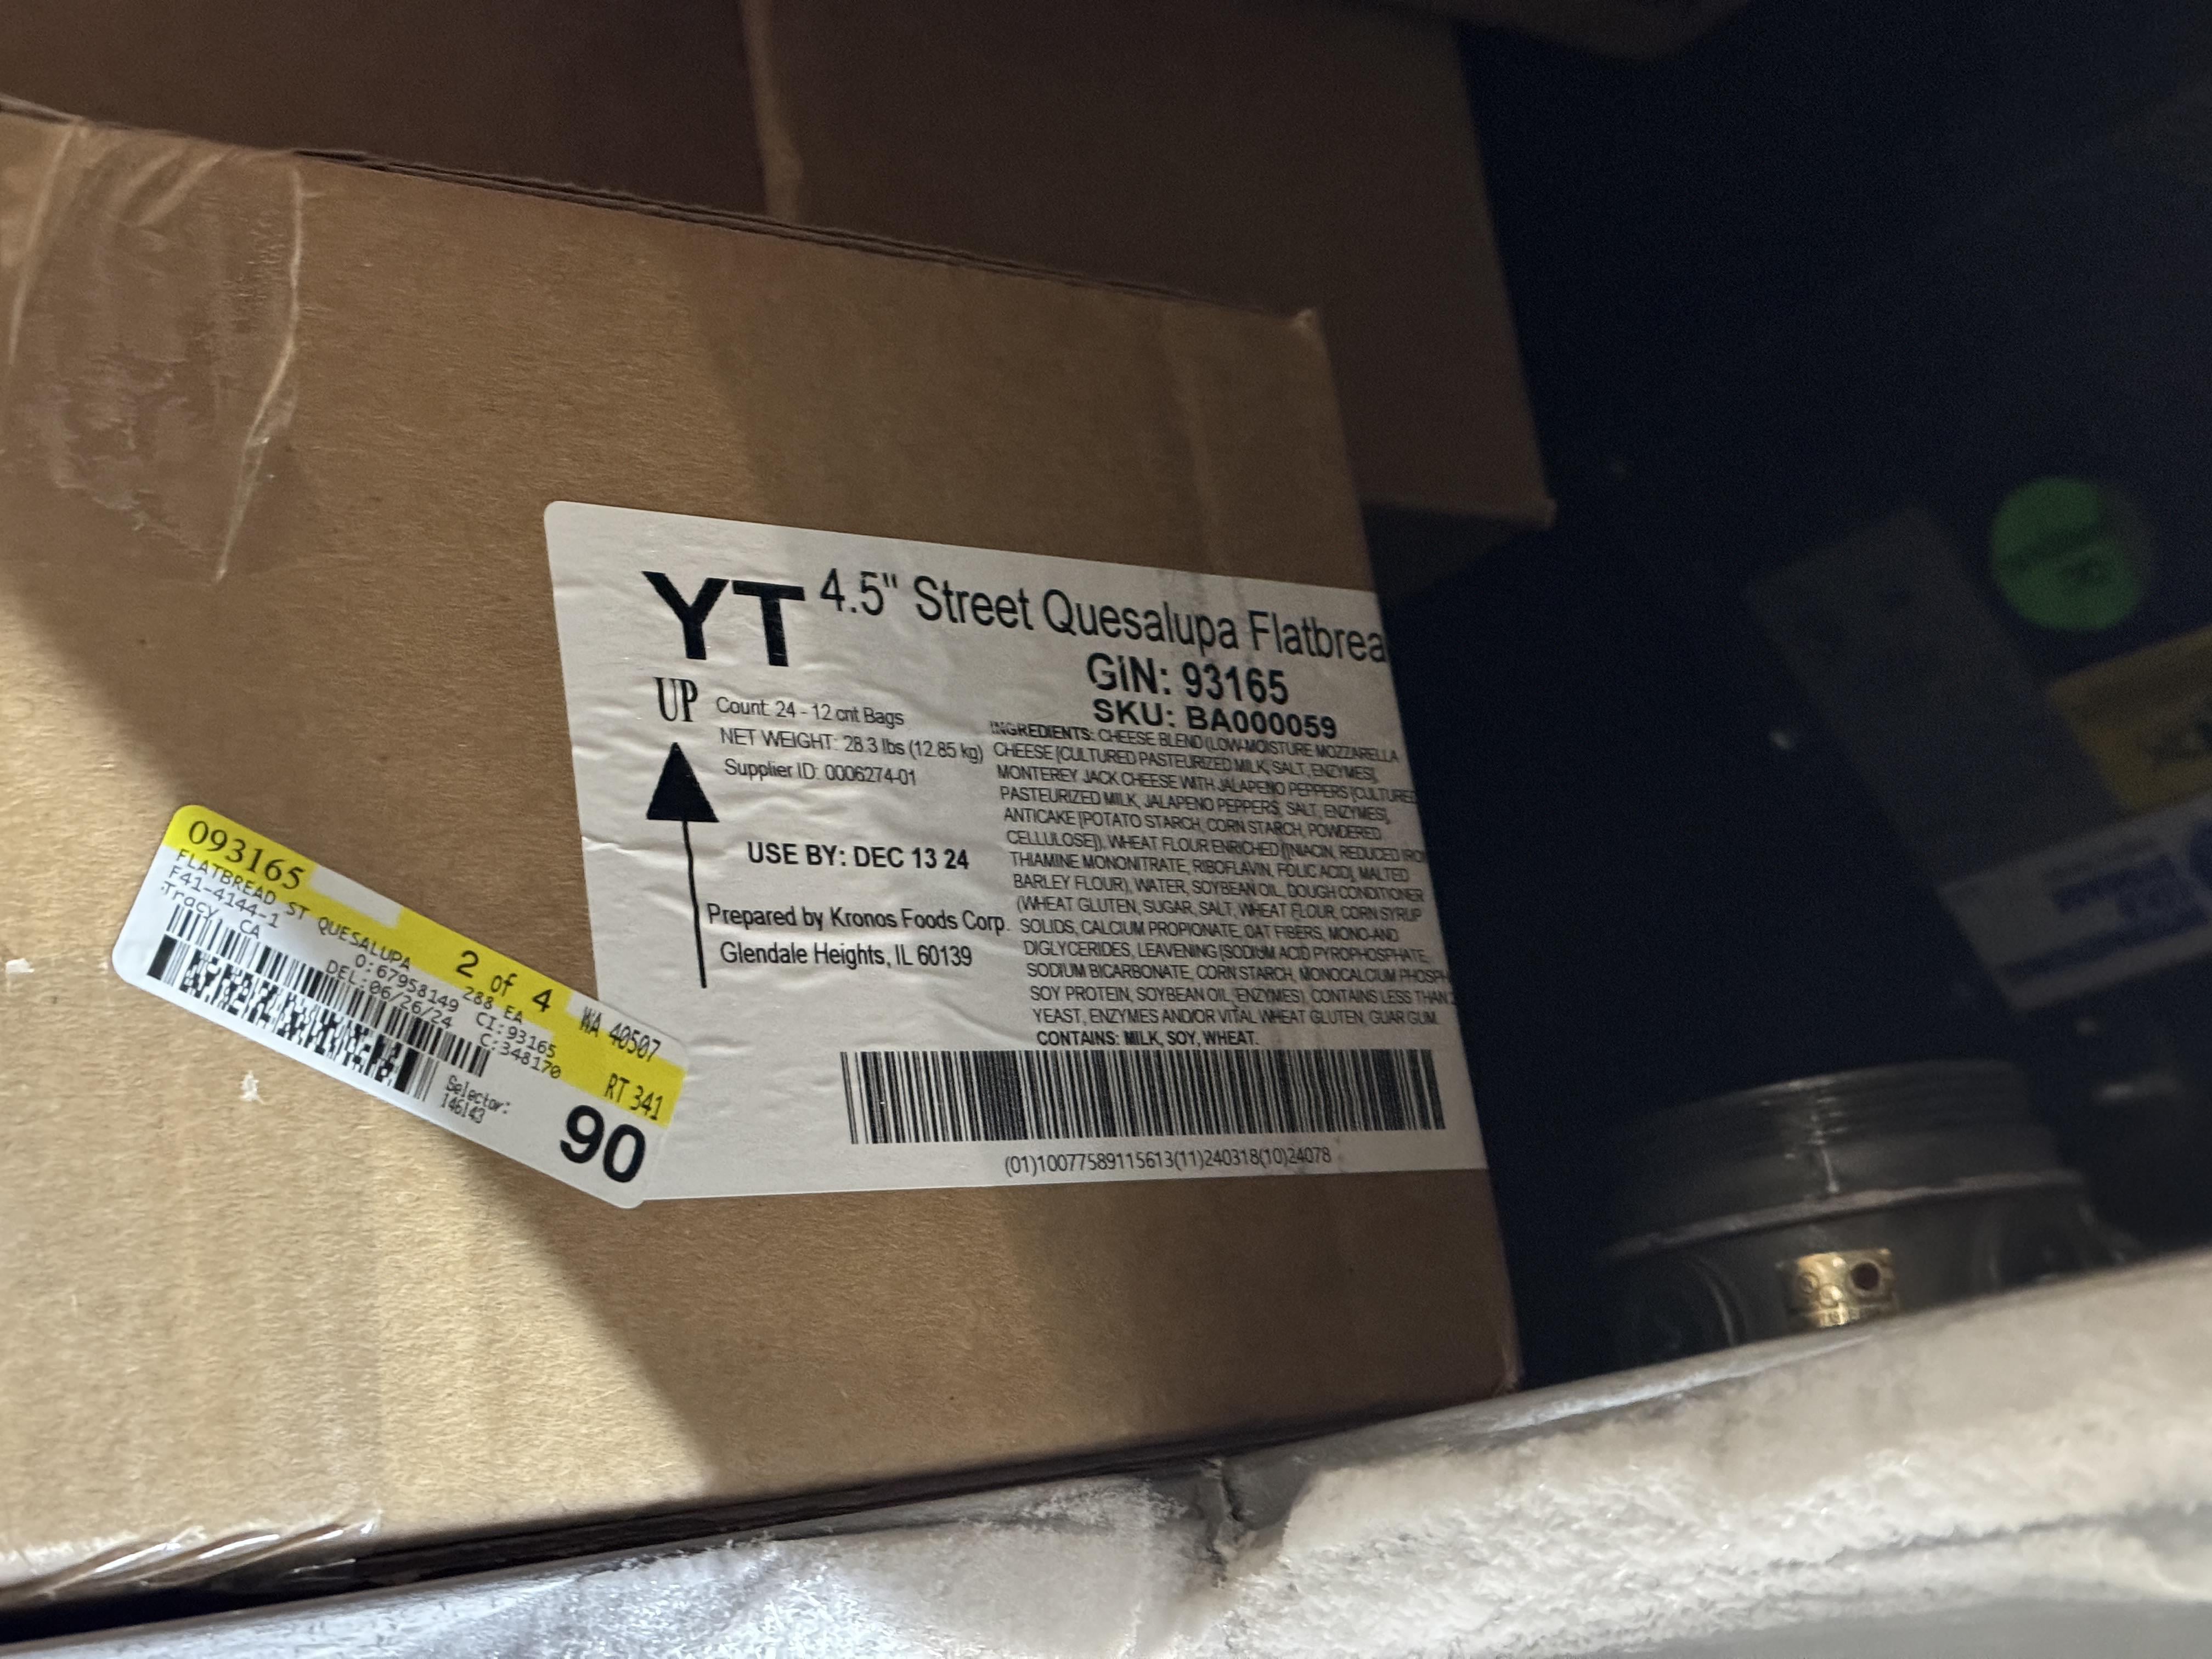 YT 4.5" Street Quesalupa Flatbrea
GIN: 93165
SKU: BA000059
UP
Count: 24 - 12 cnt Bags
NET WEIGHT: 28.3 lbs (12.85 kg)
Supplier ID: 0006274-01
USE BY: DEC 13 24
Prepared by Kronos Foods Corp.
Glendale Heights, IL 60139
INGREDIENTS: CHEESE BLEND (LOW-MOISTURE MOZZARELLA
CHEESE [CULTURED PASTEURIZED MILK, SALT, ENZYMES],
MONTEREY JACK CHEESE WITH JALAPENO PEPPERS [CULTURED
PASTEURIZED MILK, JALAPENO PEPPERS, SALT, ENZYMES],
ANTICAKE [POTATO STARCH, CORN STARCH, POWDERED
CELLULOSE]), WHEAT FLOUR ENRICHED ([NIACIN, REDUCED IRON
THIAMINE MONONITRATE, RIBOFLAVIN, FOLIC ACID], MALTED
BARLEY FLOUR), WATER, SOYBEAN OIL, DOUGH CONDITIONER
(WHEAT GLUTEN, SUGAR, SALT, WHEAT FLOUR, CORN SYRUP
SOLIDS, CALCIUM PROPIONATE, OAT FIBERS, MONO-AND
DIGLYCERIDES, LEAVENING [SODIUM ACID PYROPHOSPHATE,
SODIUM BICARBONATE, CORN STARCH, MONOCALCIUM PHOSPH
SOY PROTEIN, SOYBEAN OIL, ENZYMES), CONTAINS LESS THAN
YEAST, ENZYMES AND/OR VITAL WHEAT GLUTEN, GUAR GUM.
CONTAINS: MILK, SOY, WHEAT.
(01)10077589115613(11)240318(10)24078
093165
2 of 4
WA 40507
FLATBREAD ST QUESALUPA
288 EA
F41-4144-1
O:67958149 CI:93165
RT 341
Tracy, CA
DEL:06/26/24 C:348170
Selector:
146143
90